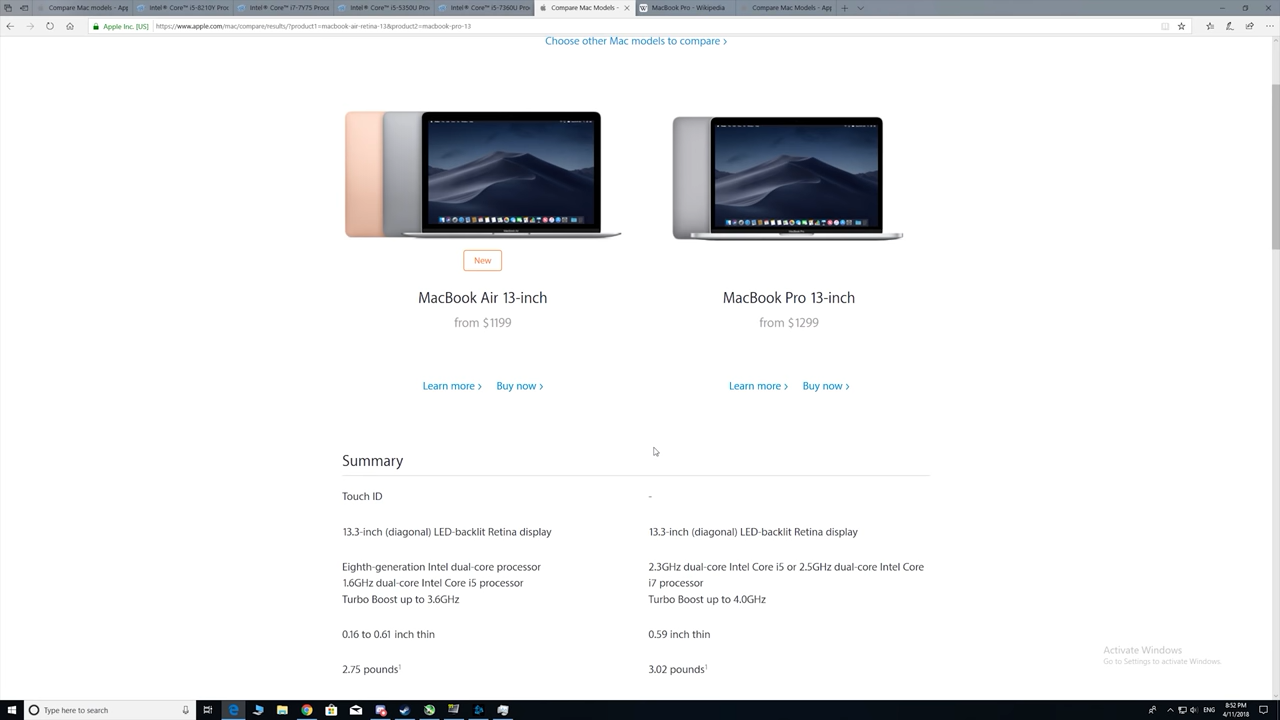 Compare Mac models - App
Intel® Core™ i5-8210Y Proc
Intel® Core™ i7-7Y75 Proce
Intel® Core™ i5-5350U Proc
Intel® Core™ i5-7360U Proc
Compare Mac Models -
MacBook Pro - Wikipedia
Compare Mac Models - App
Apple Inc. [US]
https://www.apple.com/mac/compare/results/?product1=macbook-air-retina-13&product2=macbook-pro-13
Choose other Mac models to compare >
New
MacBook Air 13-inch
MacBook Pro 13-inch
from $1199
from $1299
Learn more > Buy now >
Learn more > Buy now >
Summary
Touch ID
-
13.3-inch (diagonal) LED-backlit Retina display
13.3-inch (diagonal) LED-backlit Retina display
Eighth-generation Intel dual-core processor
1.6GHz dual-core Intel Core i5 processor
Turbo Boost up to 3.6GHz
2.3GHz dual-core Intel Core i5 or 2.5GHz dual-core Intel Core
i7 processor
Turbo Boost up to 4.0GHz
0.16 to 0.61 inch thin
0.59 inch thin
2.75 pounds¹
3.02 pounds¹
Activate Windows
Go to Settings to activate Windows.
Type here to search
ENG
8:52 PM
4/11/2018